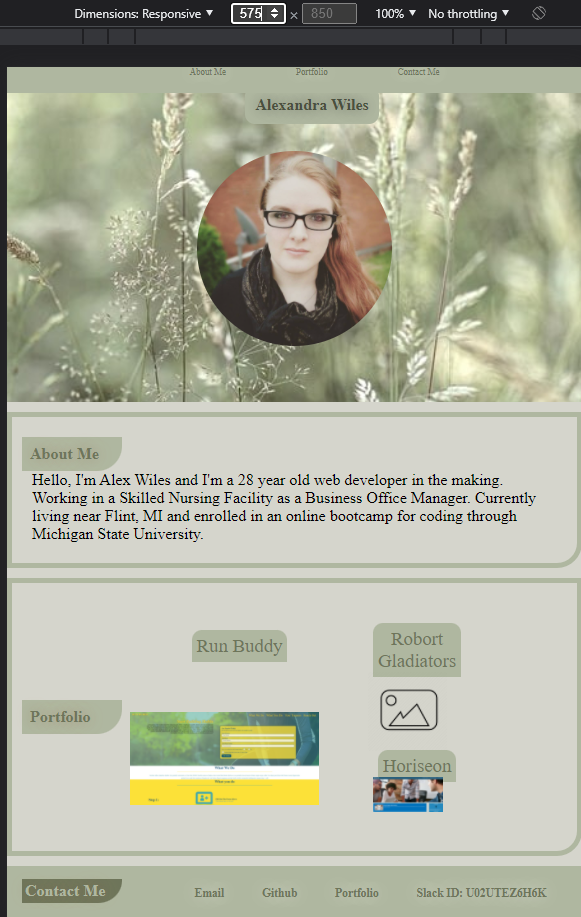 Dimensions: Responsive ▼ 575 × 850 100% ▼ No throttling ▼
About Me Portfolio Contact Me
Alexandra Wiles
About Me
Hello, I'm Alex Wiles and I'm a 28 year old web developer in the making.
Working in a Skilled Nursing Facility as a Business Office Manager. Currently
living near Flint, MI and enrolled in an online bootcamp for coding through
Michigan State University.
Run Buddy
Robort
Gladiators
Portfolio
Horiseon
Contact Me Email Github Portfolio Slack ID: U02UTEZ6H6K